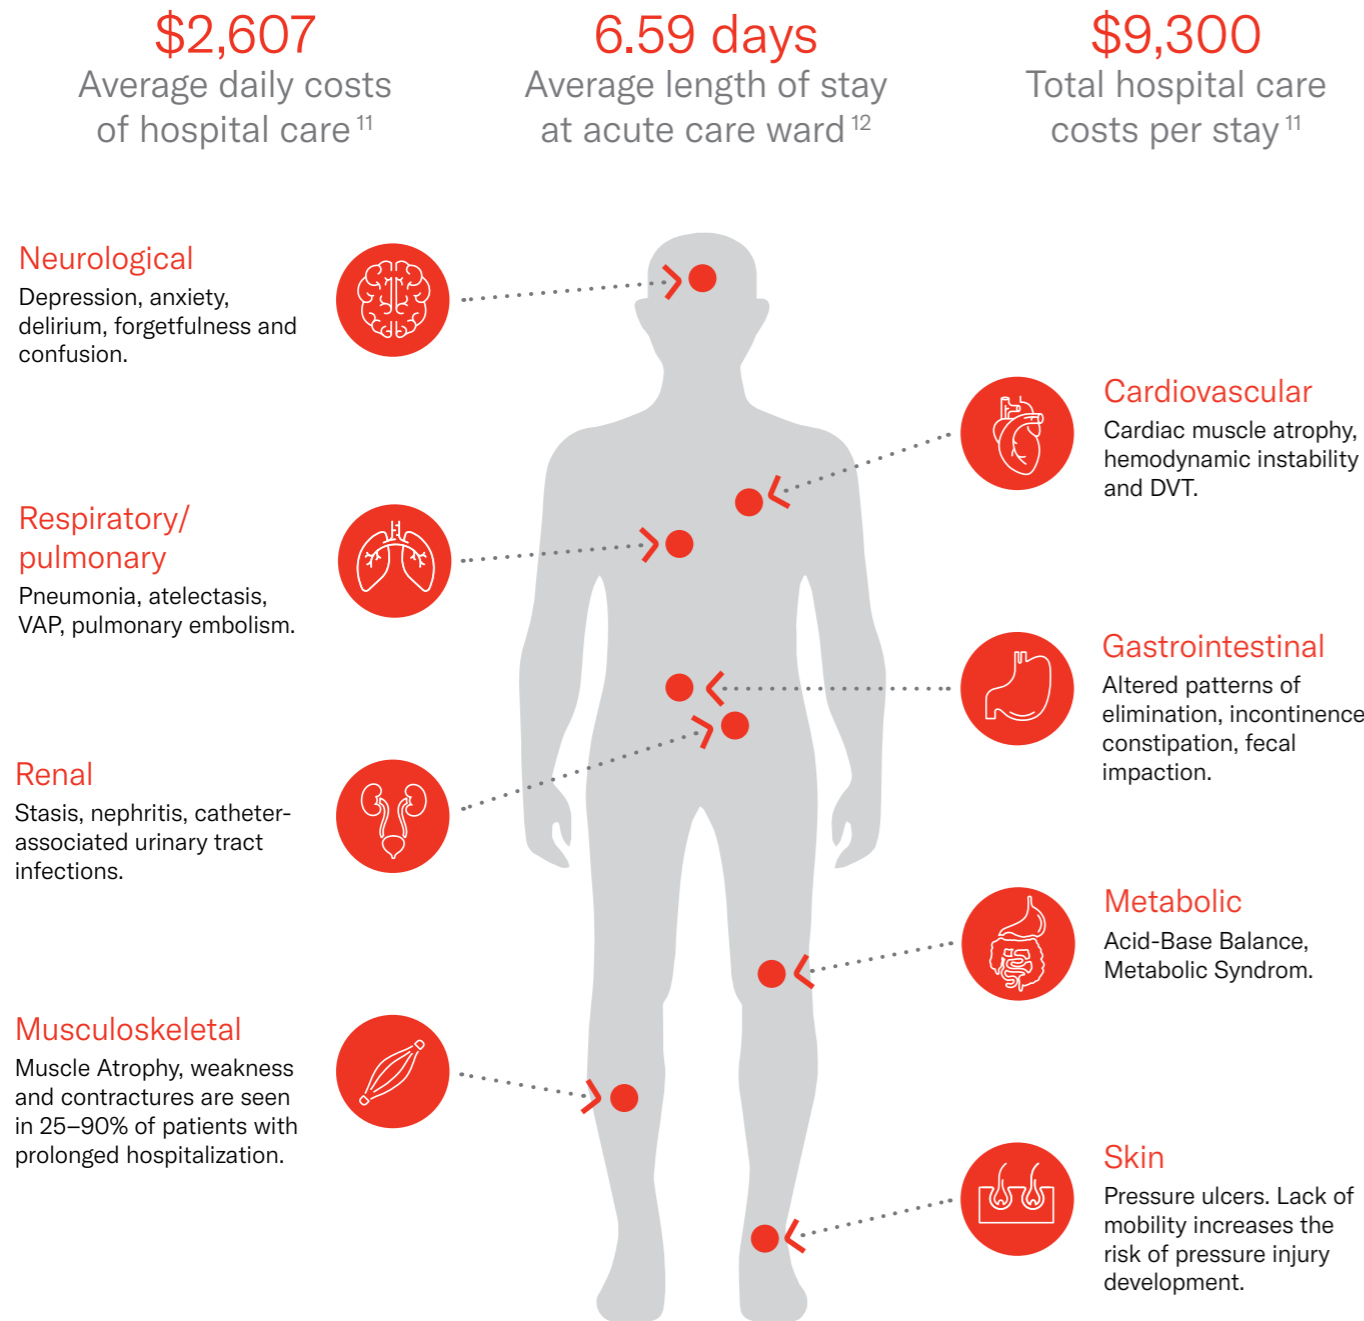 $2,607
Average daily costs
of hospital care 11
6.59 days
Average length of stay
at acute care ward 12
$9,300
Total hospital care
costs per stay 11
Neurological
Depression, anxiety,
delirium, forgetfulness and
confusion.
Cardiovascular
Cardiac muscle atrophy,
hemodynamic instability
and DVT.
Respiratory/
pulmonary
Pneumonia, atelectasis,
VAP, pulmonary embolism.
Gastrointestinal
Altered patterns of
elimination, incontinence
constipation, fecal
impaction.
Renal
Stasis, nephritis, catheter-
associated urinary tract
infections.
Metabolic
Acid-Base Balance,
Metabolic Syndrom.
Musculoskeletal
Muscle Atrophy, weakness
and contractures are seen
in 25–90% of patients with
prolonged hospitalization.
Skin
Pressure ulcers. Lack of
mobility increases the
risk of pressure injury
development.